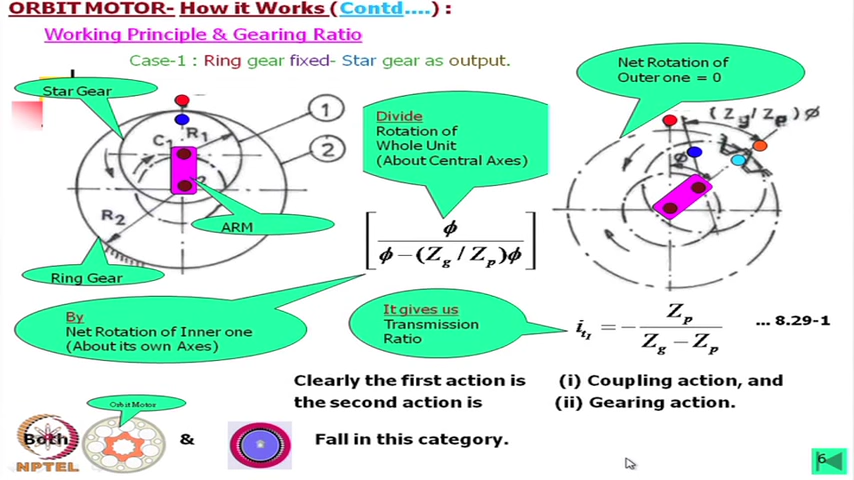 ORBIT MOTOR- How it Works (Contd....) :
Working Principle & Gearing Ratio
Case-1 : Ring gear fixed- Star gear as output.
Star Gear
C1
R1
1
2
2
R2
ARM
Ring Gear
Divide
Rotation of
Whole Unit
(About Central Axes)
Net Rotation of
Outer one = 0
(Zg/Zp)ϕ
ϕ
[ϕ / (ϕ − (Zg / Zp)ϕ)]
By
Net Rotation of Inner one
(About its own Axes)
It gives us
Transmission
Ratio
i_tI = − Zp / (Zg − Zp) ... 8.29-1
Clearly the first action is (i) Coupling action, and
the second action is (ii) Gearing action.
Orbit Motor
Both & Fall in this category.
NPTEL
6